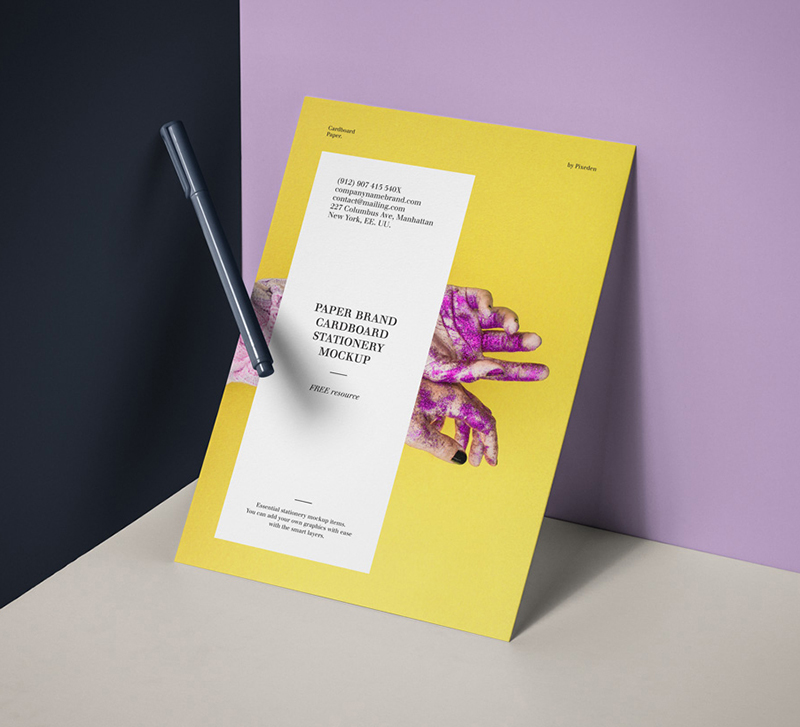 Cardboard
Paper.
by Pixeden
(912) 907 415 540X
companynamebrand.com
contact@mailing.com
227 Columbus Ave, Manhattan
New York, EE. UU.
PAPER BRAND
CARDBOARD
STATIONERY
MOCKUP
FREE resource
Essential stationery mockup items.
You can add your own graphics with ease
with the smart layers.